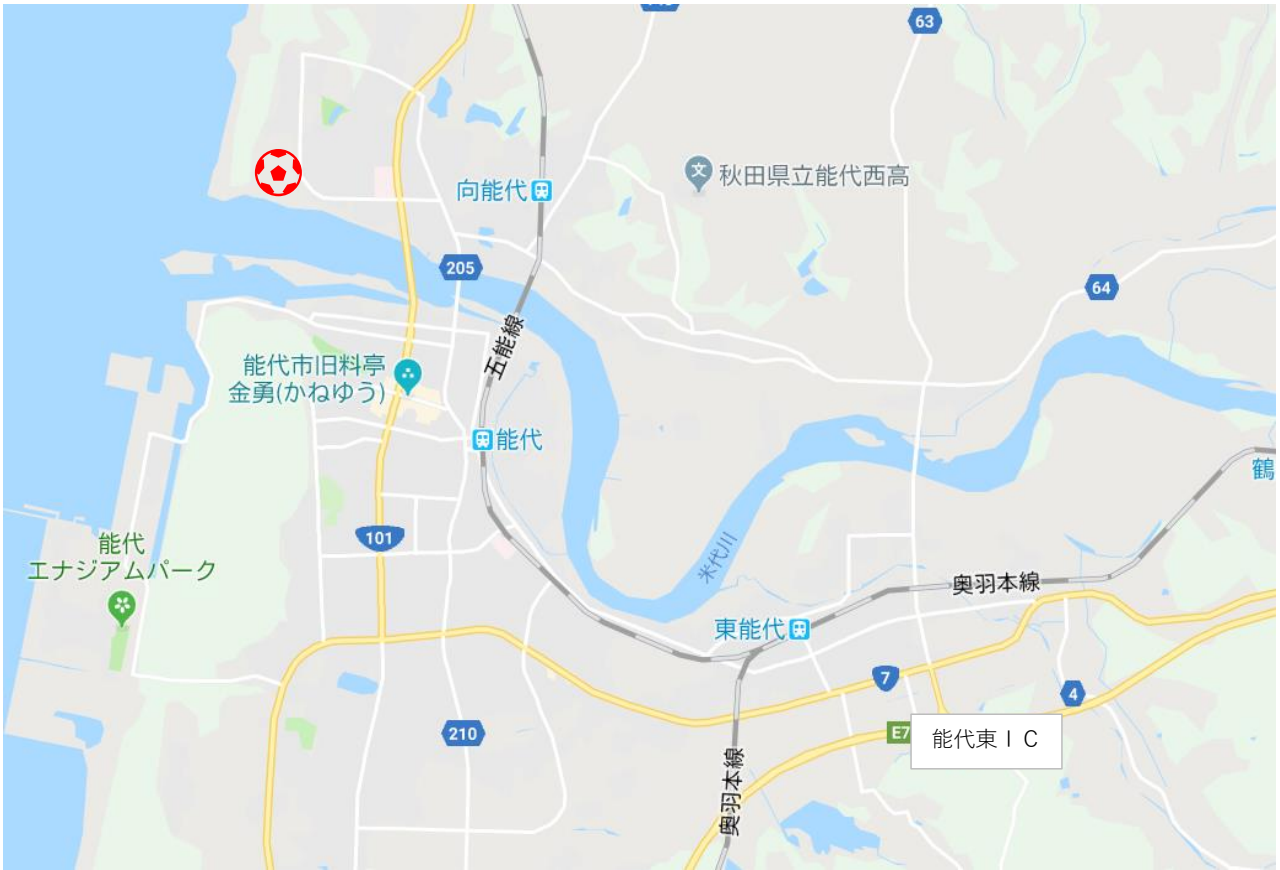 63
文 秋田県立能代西高
向能代
205
64
五能線
能代市旧料亭
金勇(かねゆう)
能代
鶴
101
能代
エナジアムパーク
米代川
奥羽本線
東能代
7
4
210
E7
能代東ＩＣ
奥羽本線